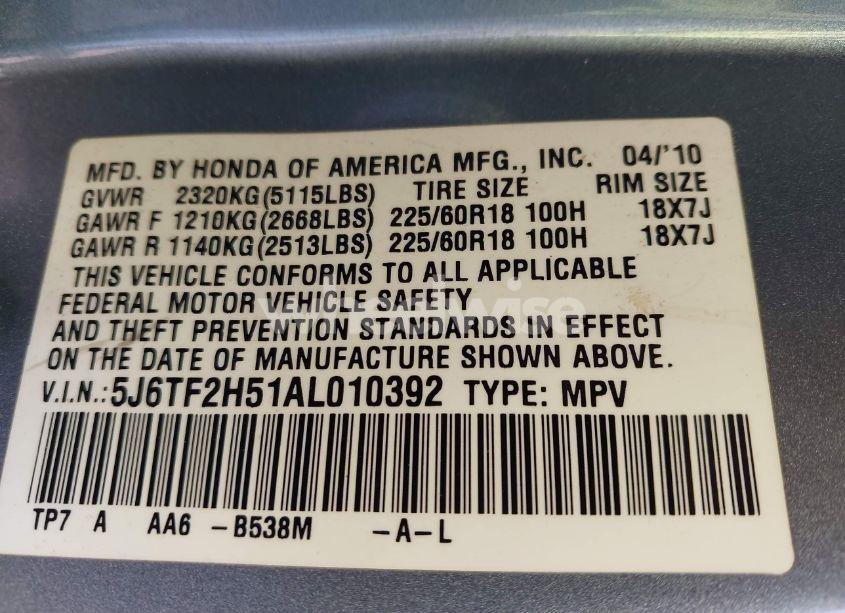 MFD. BY HONDA OF AMERICA MFG., INC. 04/'10
GVWR 2320KG(5115LBS) TIRE SIZE RIM SIZE
GAWR F 1210KG(2668LBS) 225/60R18 100H 18X7J
GAWR R 1140KG(2513LBS) 225/60R18 100H 18X7J
THIS VEHICLE CONFORMS TO ALL APPLICABLE
FEDERAL MOTOR VEHICLE SAFETY
AND THEFT PREVENTION STANDARDS IN EFFECT
ON THE DATE OF MANUFACTURE SHOWN ABOVE.
V.I.N.:5J6TF2H51AL010392 TYPE: MPV
TP7 A AA6 -B538M -A-L